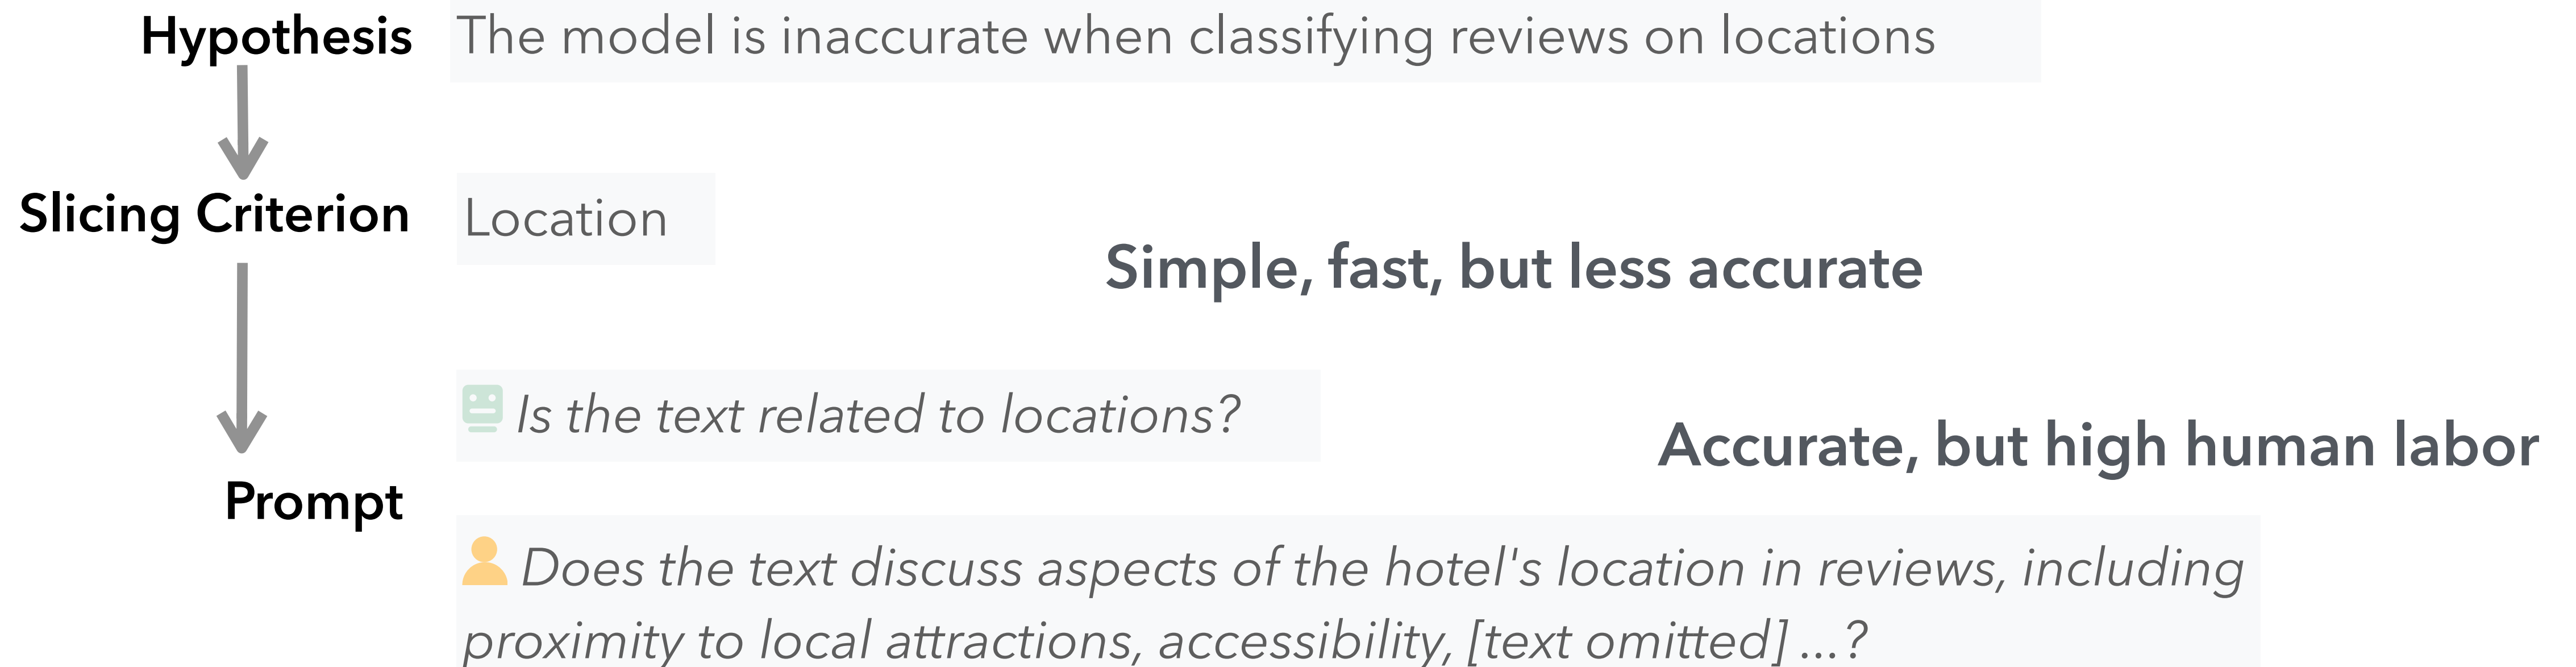 Hypothesis The model is inaccurate when classifying reviews on locations
Slicing Criterion Location
Simple, fast, but less accurate
Is the text related to locations?
Accurate, but high human labor
Prompt
Does the text discuss aspects of the hotel's location in reviews, including
proximity to local attractions, accessibility, [text omitted] ...?